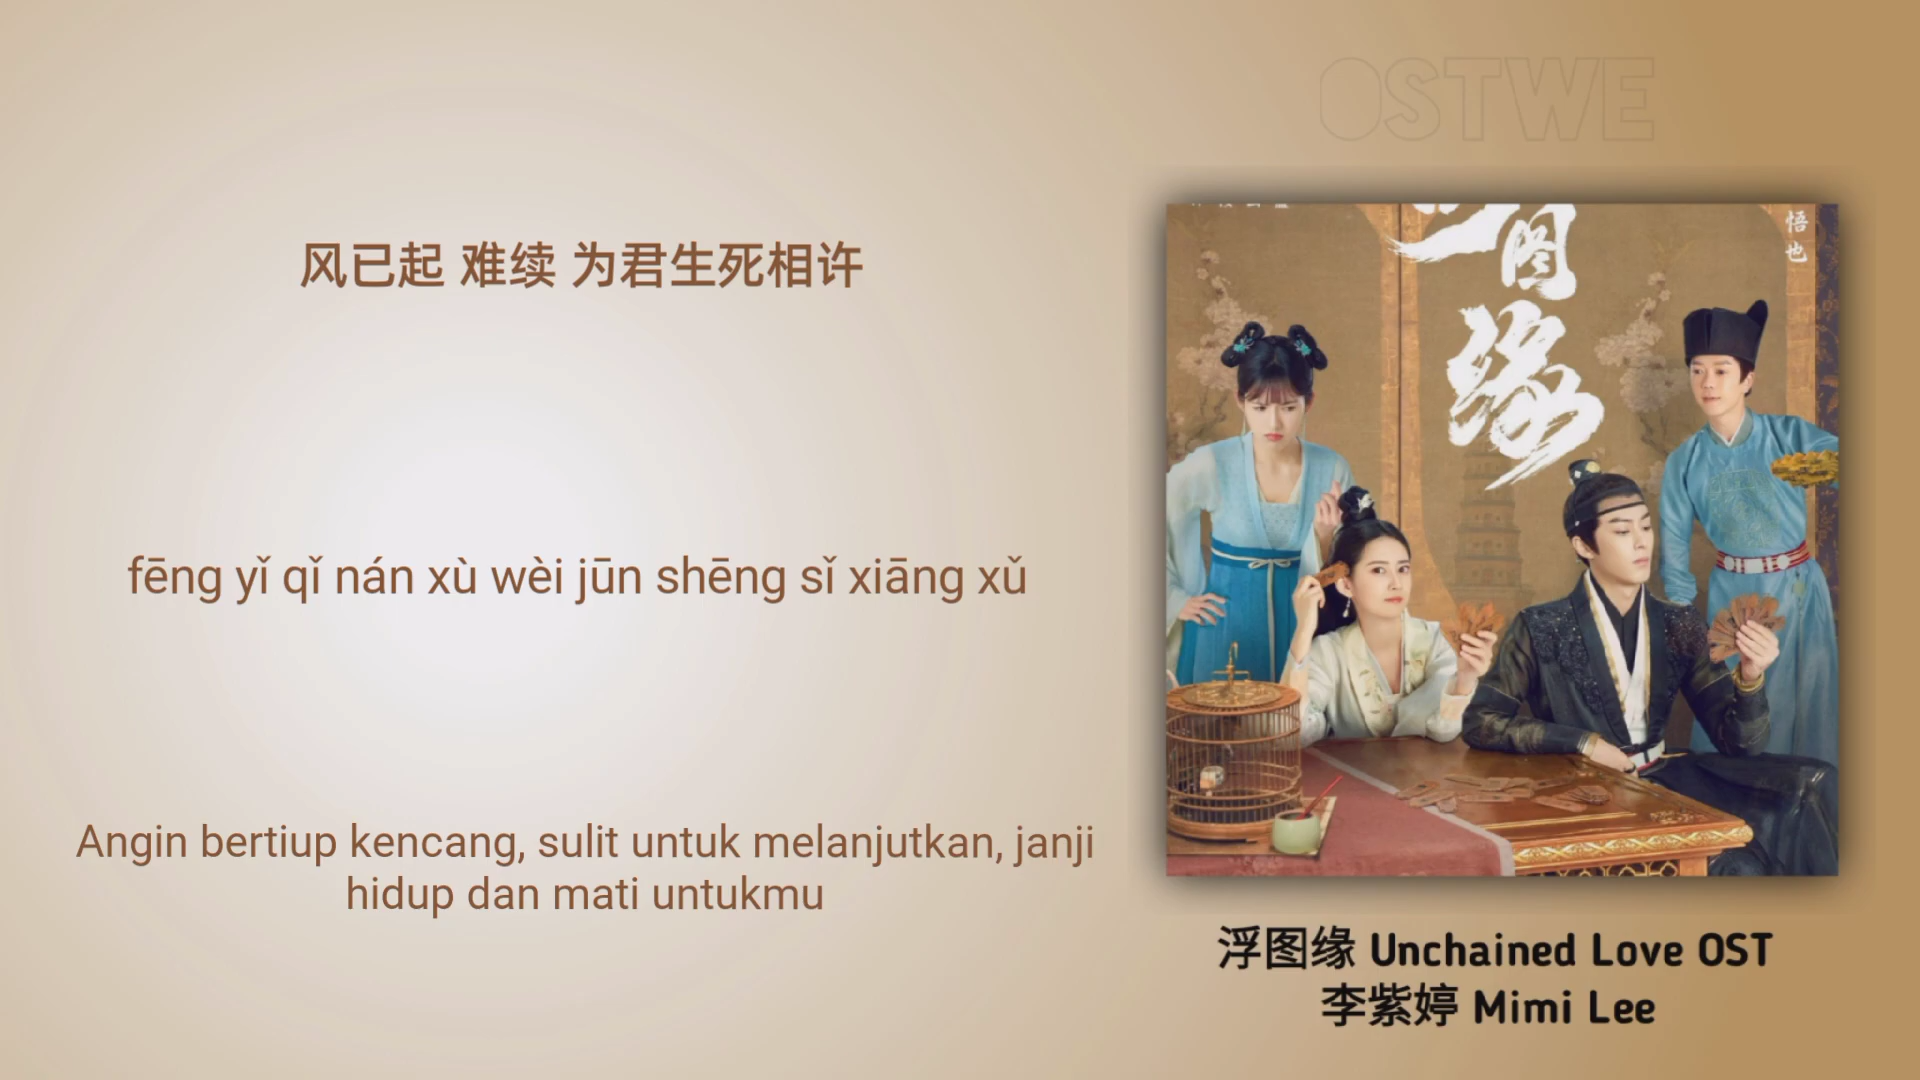 OSTWE
风已起 难续 为君生死相许
fēng yǐ qǐ nán xù wèi jūn shēng sǐ xiāng xǔ
Angin bertiup kencang, sulit untuk melanjutkan, janji
hidup dan mati untukmu
图
缘
悟
也
浮图缘 Unchained Love OST
李紫婷 Mimi Lee